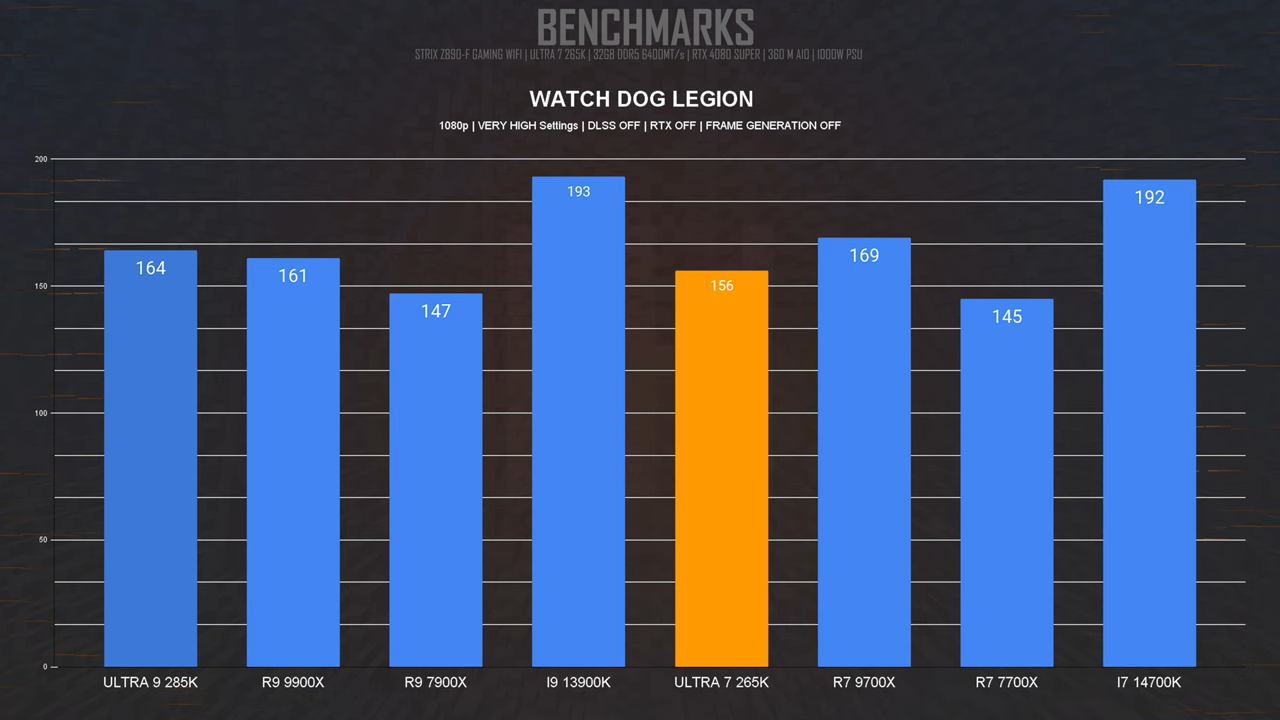 BENCHMARKS
STRIX Z890-F GAMING WIFI | ULTRA 7 265K | 32GB DDR5 6400MT/s | RTX 4080 SUPER | 360 M AIO | 1000W PSU
WATCH DOG LEGION
1080p | VERY HIGH Settings | DLSS OFF | RTX OFF | FRAME GENERATION OFF
200
150
100
50
0
164
161
147
193
156
169
145
192
ULTRA 9 285K
R9 9900X
R9 7900X
I9 13900K
ULTRA 7 265K
R7 9700X
R7 7700X
I7 14700K